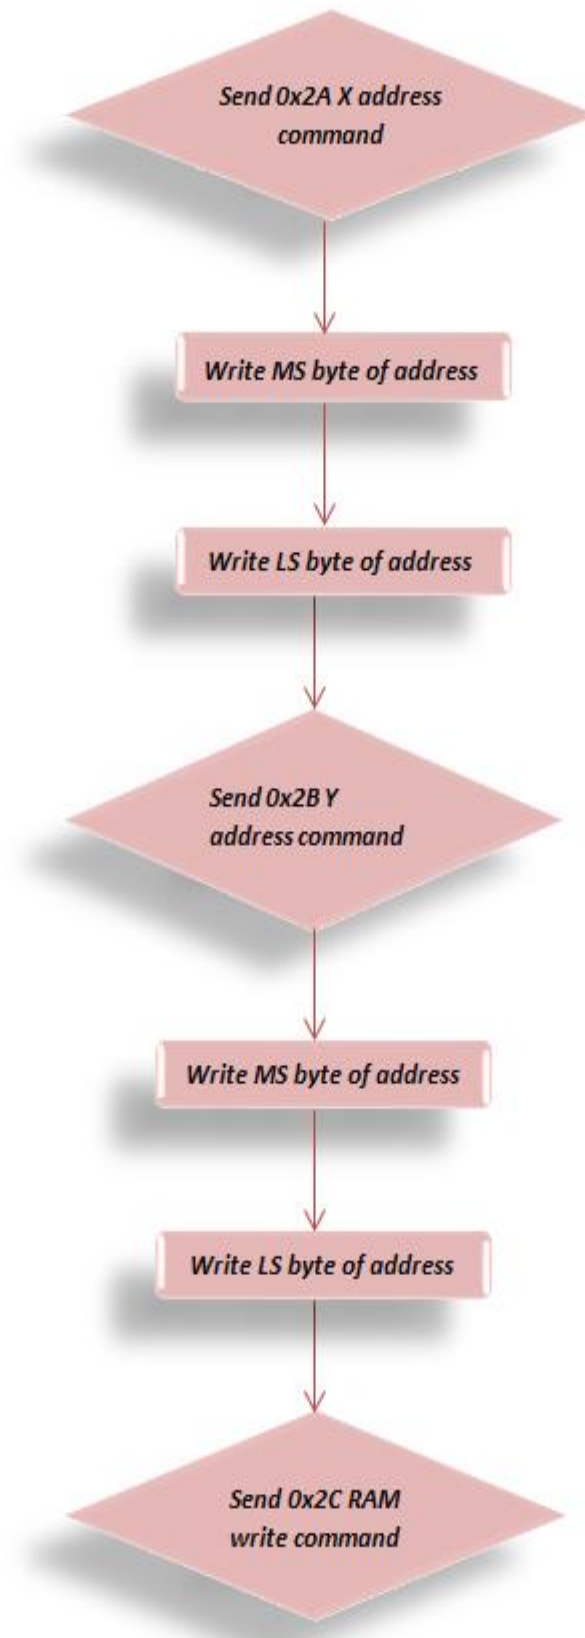 Send 0x2A X address
command
Write MS byte of address
Write LS byte of address
Send 0x2B Y
address command
Write MS byte of address
Write LS byte of address
Send 0x2C RAM
write command